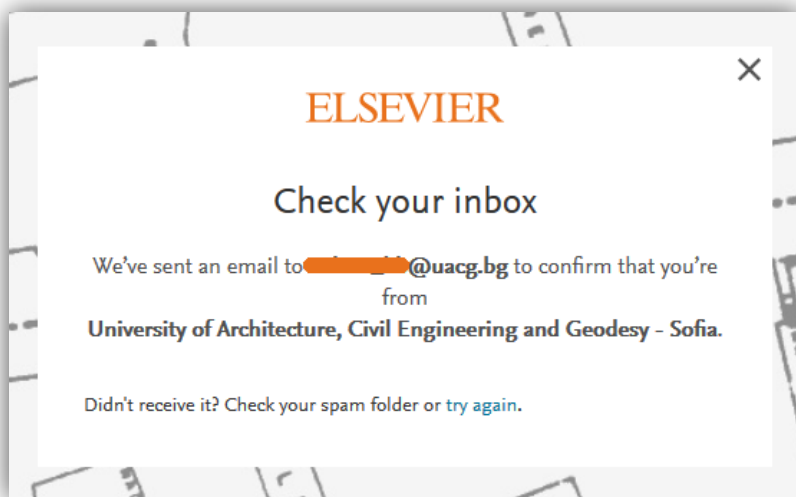 ELSEVIER
Check your inbox
We've sent an email to @uacg.bg to confirm that you're
from
University of Architecture, Civil Engineering and Geodesy - Sofia.
Didn't receive it? Check your spam folder or try again.